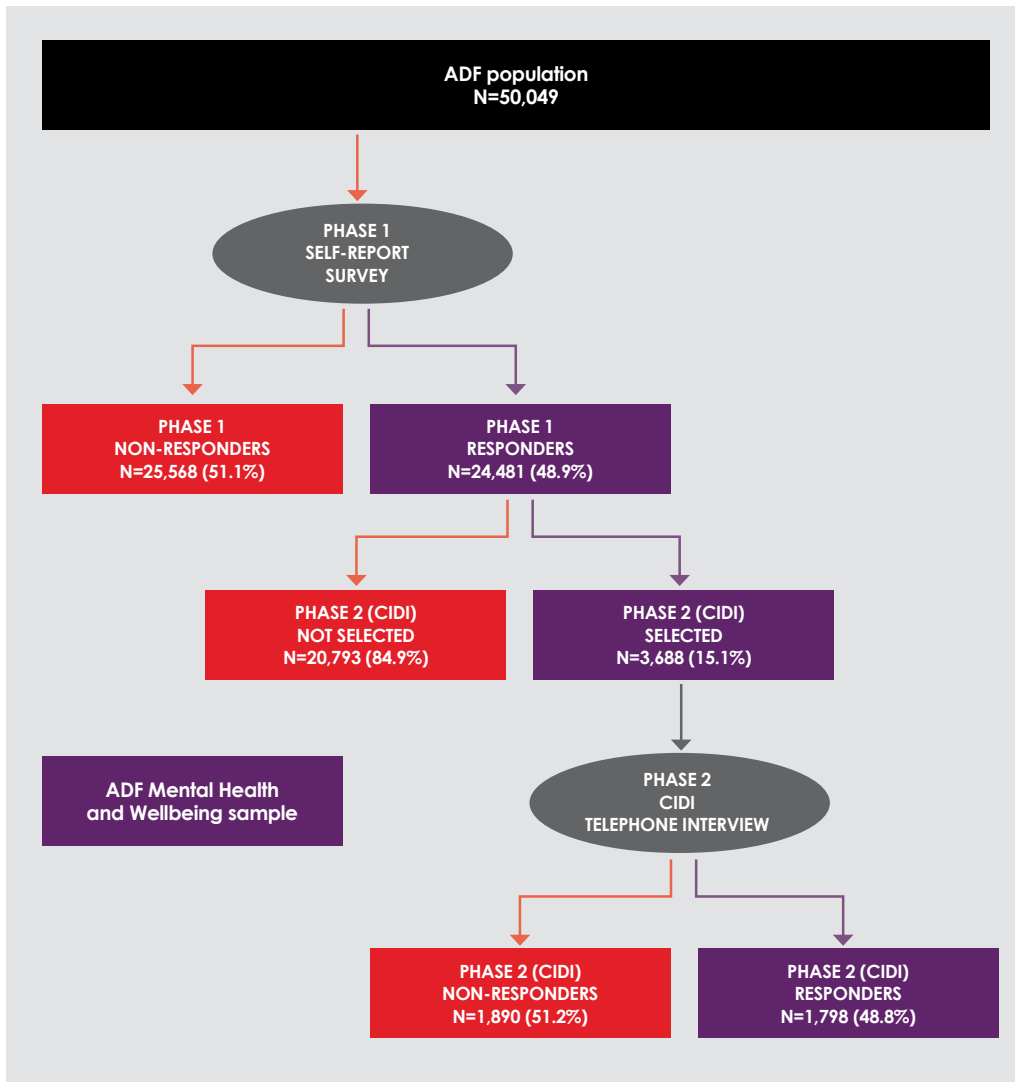 ADF population
N=50,049
PHASE 1
SELF-REPORT
SURVEY
PHASE 1
NON-RESPONDERS
N=25,568 (51.1%)
PHASE 1
RESPONDERS
N=24,481 (48.9%)
PHASE 2 (CIDI)
NOT SELECTED
N=20,793 (84.9%)
PHASE 2 (CIDI)
SELECTED
N=3,688 (15.1%)
ADF Mental Health
and Wellbeing sample
PHASE 2
CIDI
TELEPHONE INTERVIEW
PHASE 2 (CIDI)
NON-RESPONDERS
N=1,890 (51.2%)
PHASE 2 (CIDI)
RESPONDERS
N=1,798 (48.8%)